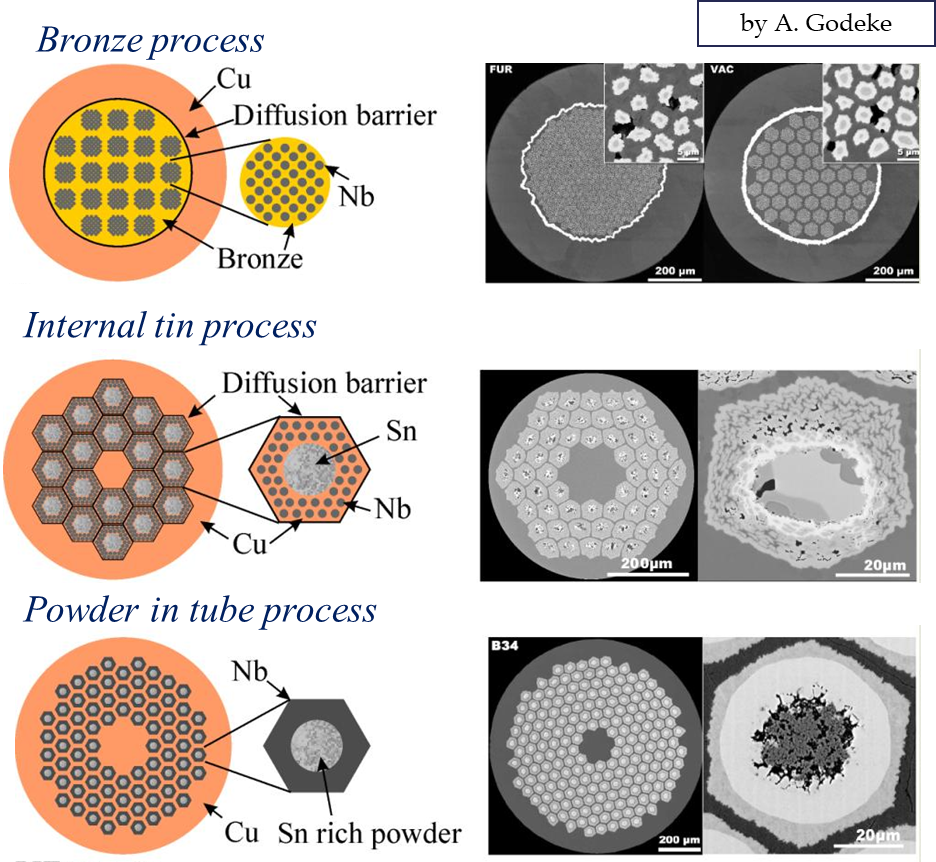 by A. Godeke
Bronze process
Cu
Diffusion barrier
Nb
Bronze
FUR
5 µm
200 µm
VAC
5 µm
200 µm
Internal tin process
Diffusion barrier
Sn
Nb
Cu
200µm
20µm
Powder in tube process
Nb
Cu
Sn rich powder
B34
200 µm
20µm